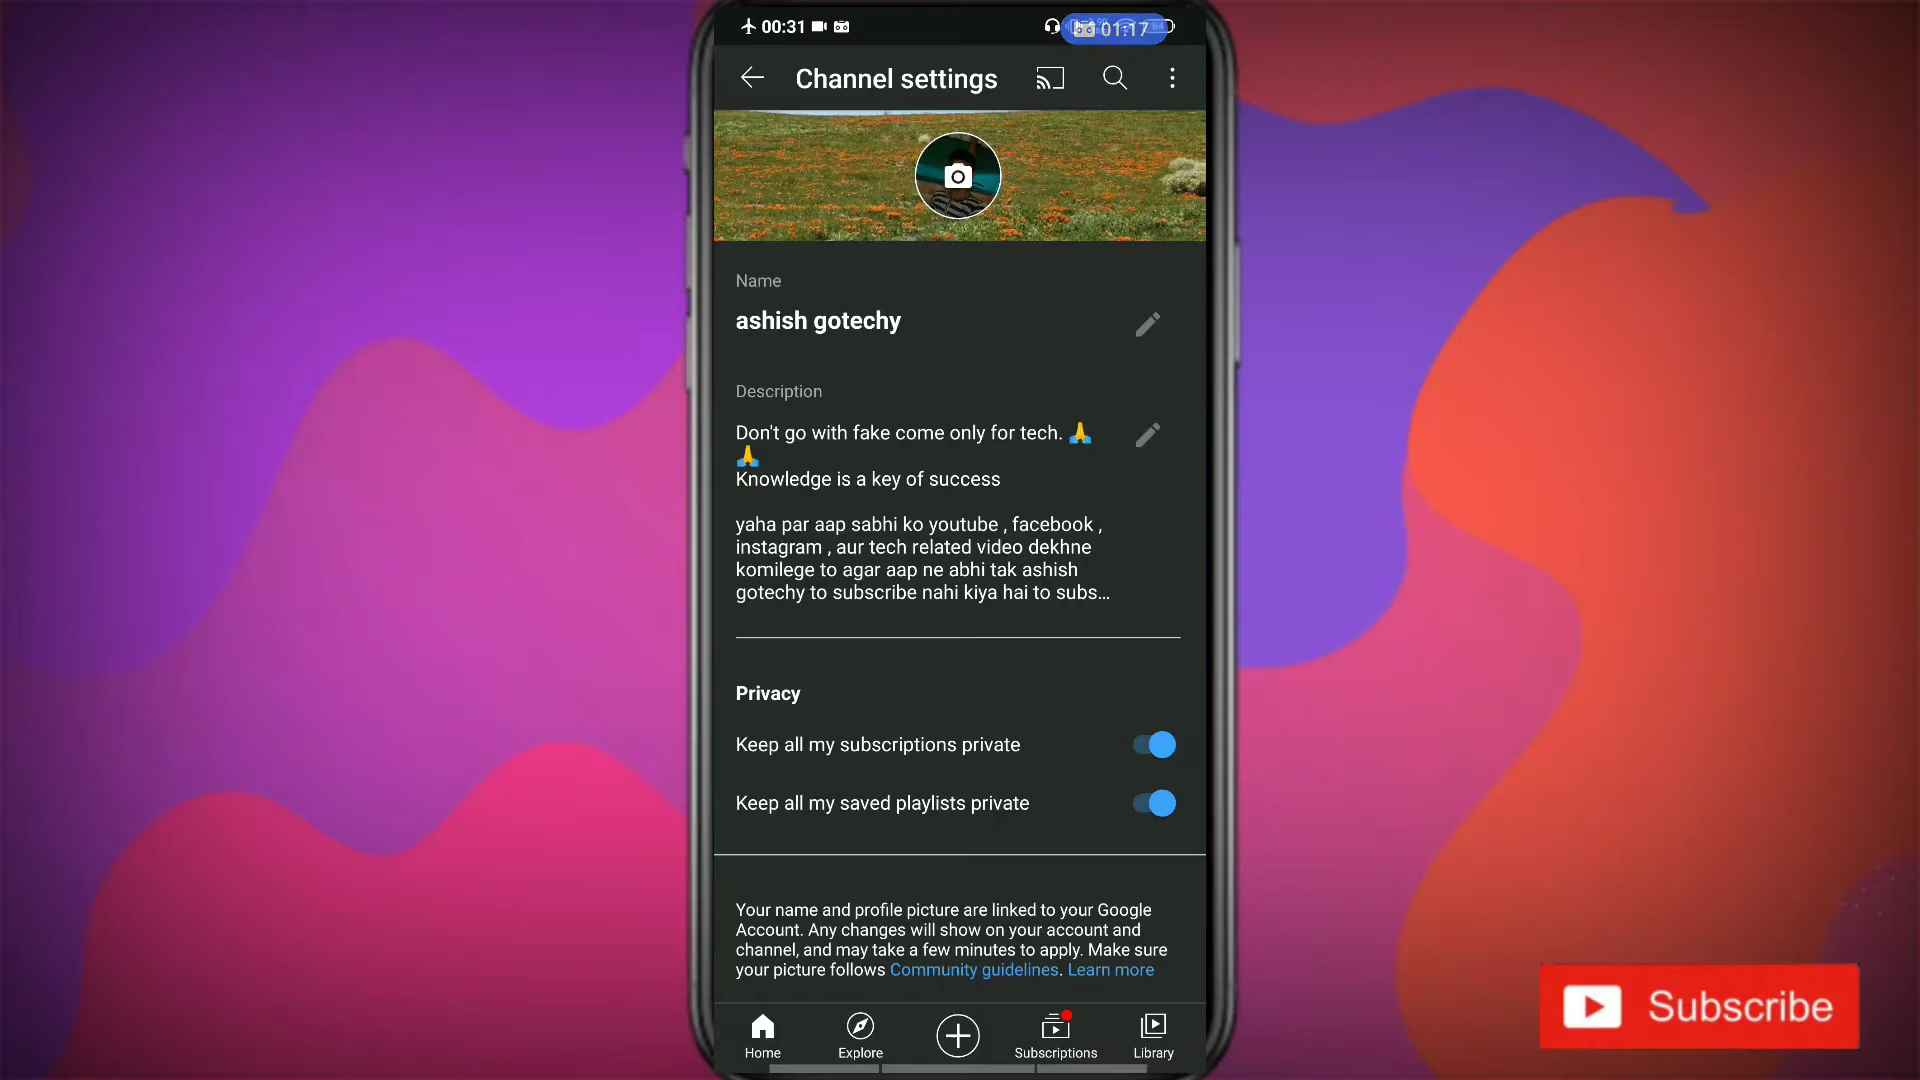 00:31
01:17
Channel settings
Name
ashish gotechy
Description
Don't go with fake come only for tech. 🙏
🙏
Knowledge is a key of success
yaha par aap sabhi ko youtube , facebook ,
instagram , aur tech related video dekhne
komilege to agar aap ne abhi tak ashish
gotechy to subscribe nahi kiya hai to subs...
Privacy
Keep all my subscriptions private
Keep all my saved playlists private
Your name and profile picture are linked to your Google
Account. Any changes will show on your account and
channel, and may take a few minutes to apply. Make sure
your picture follows Community guidelines. Learn more
Home
Explore
Subscriptions
Library
Subscribe